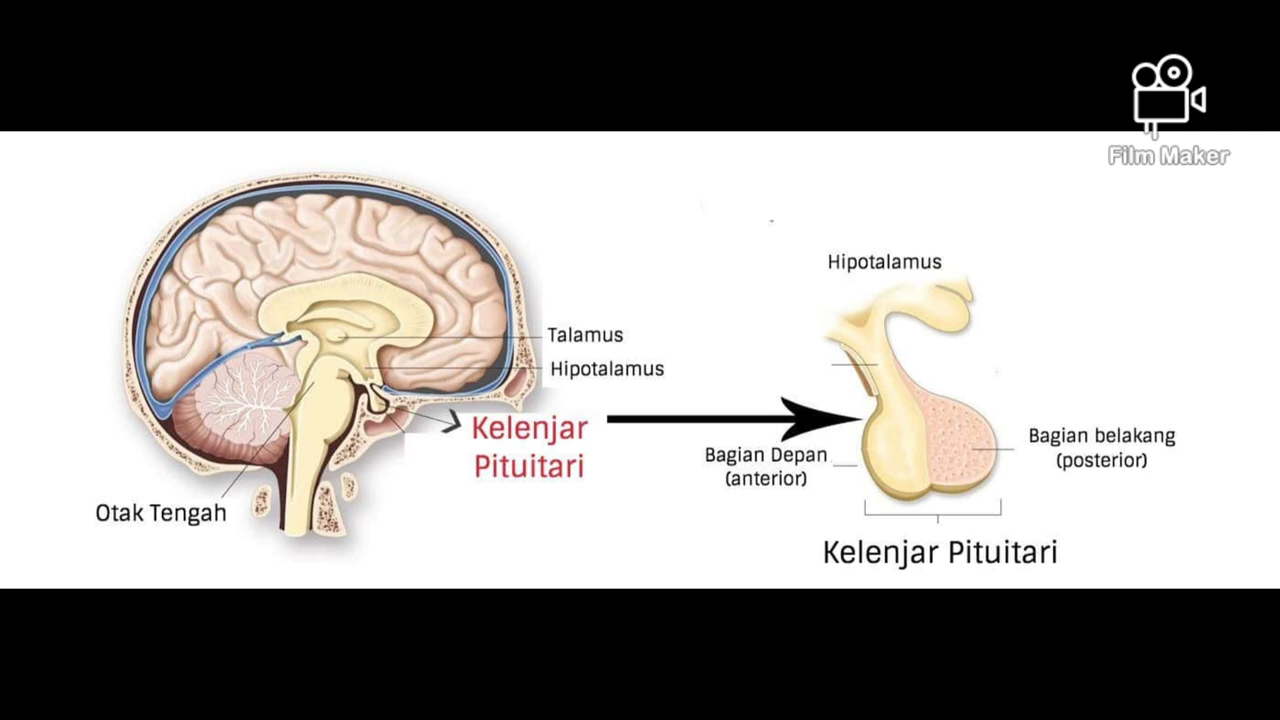 Film Maker
Talamus
Hipotalamus
Kelenjar
Pituitari
Otak Tengah
Hipotalamus
Bagian Depan
(anterior)
Bagian belakang
(posterior)
Kelenjar Pituitari